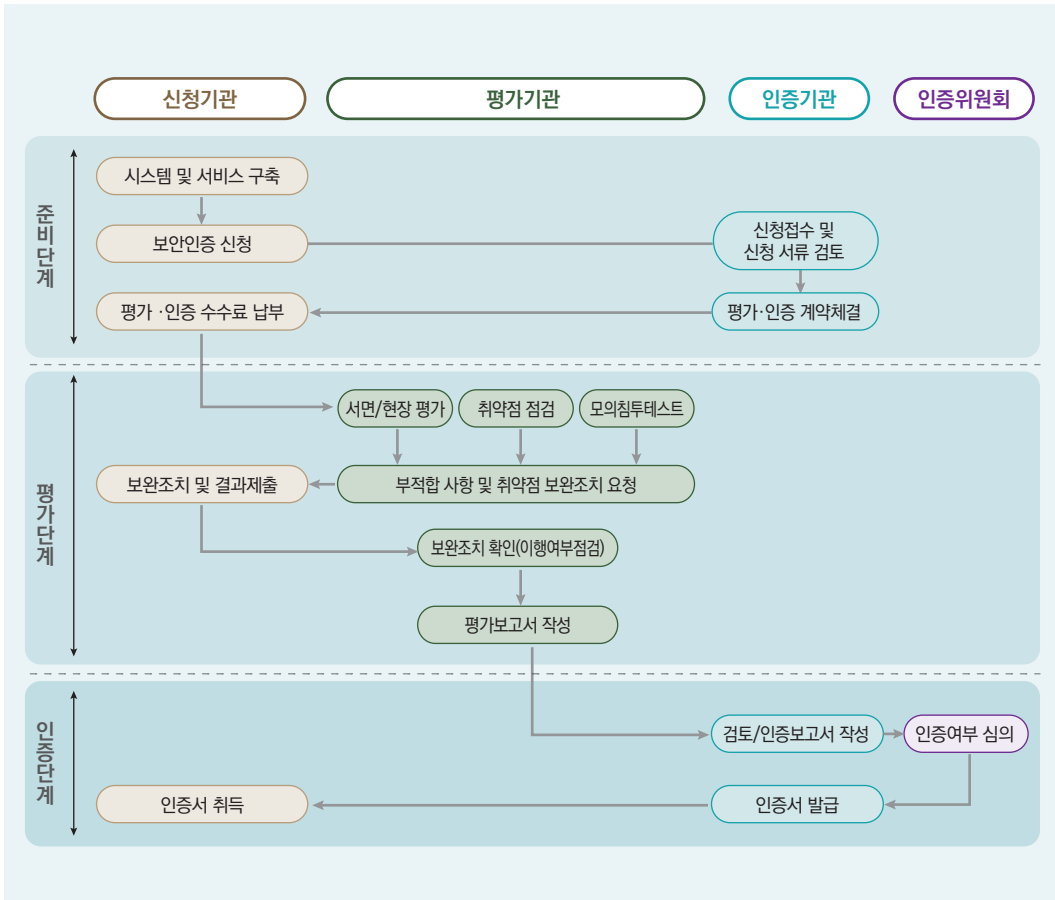 신청기관
평가기관
인증기관
인증위원회
준비단계
시스템 및 서비스 구축
보안인증 신청
신청접수 및
신청 서류 검토
평가 ·인증 수수료 납부
평가·인증 계약체결
평가단계
서면/현장 평가
취약점 점검
모의침투테스트
보완조치 및 결과제출
부적합 사항 및 취약점 보완조치 요청
보완조치 확인(이행여부점검)
평가보고서 작성
인증단계
검토/인증보고서 작성
인증여부 심의
인증서 취득
인증서 발급